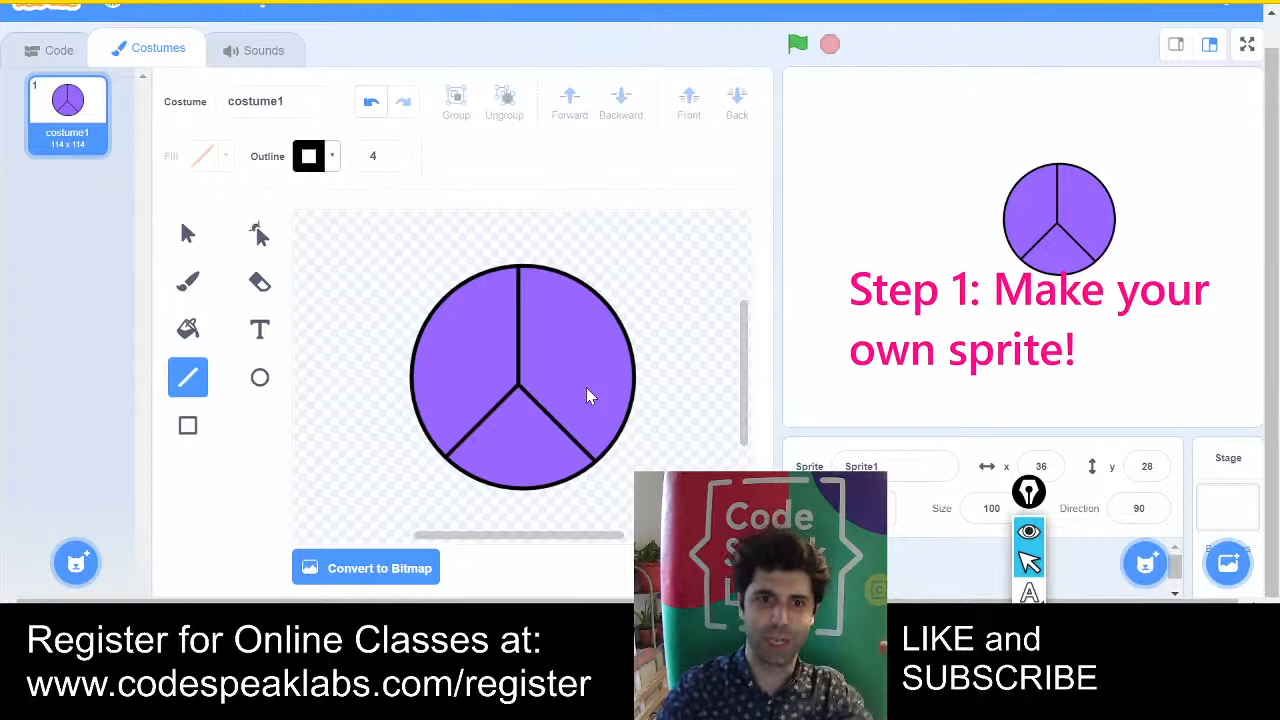 Code
Costumes
Sounds
1
costume1
114 x 114
Costume
costume1
Group
Ungroup
Forward
Backward
Front
Back
Fill
Outline
4
Convert to Bitmap
Step 1: Make your
own sprite!
Sprite
Sprite1
x
36
y
28
Size
100
Direction
90
Stage
A
Code
Register for Online Classes at:
www.codespeaklabs.com/register
LIKE and
SUBSCRIBE